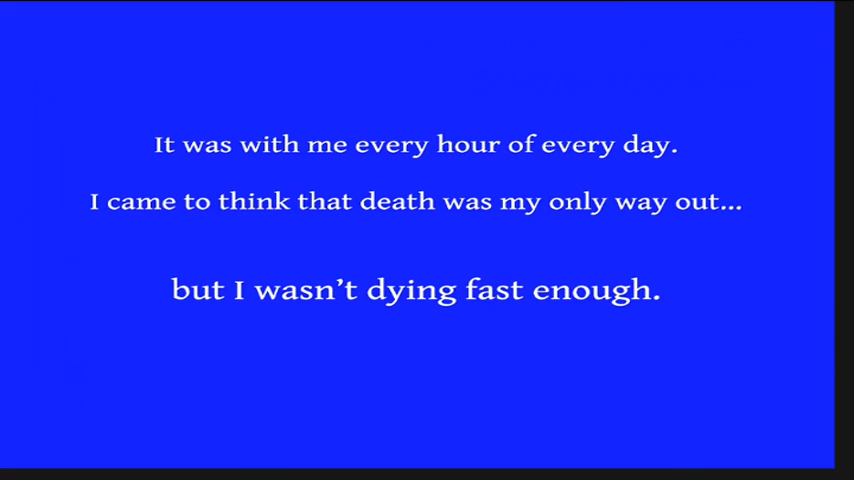 It was with me every hour of every day.
I came to think that death was my only way out...
but I wasn't dying fast enough.